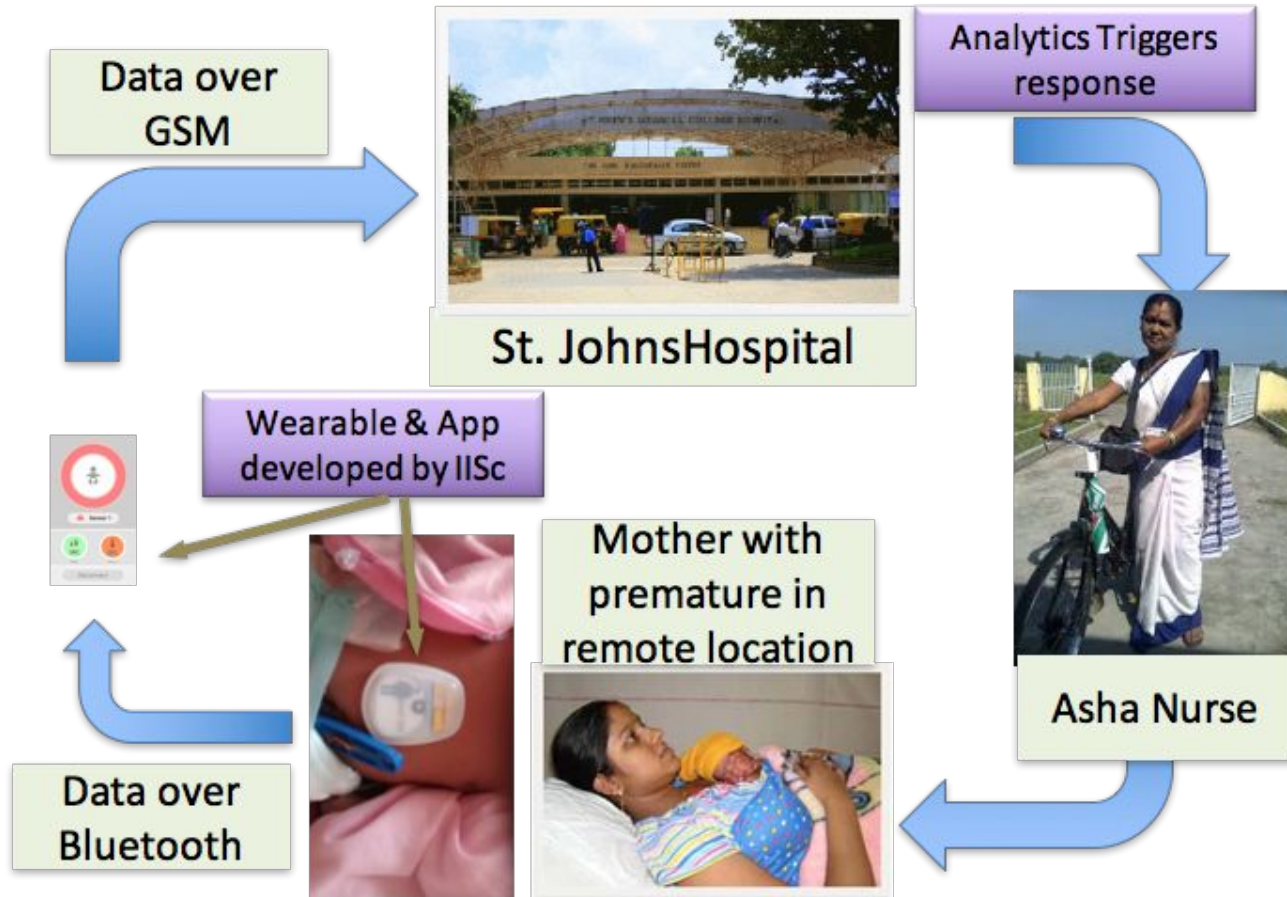 Data over
GSM
Analytics Triggers
response
St. JohnsHospital
Wearable & App
developed by IISc
Mother with
premature in
remote location
Asha Nurse
Data over
Bluetooth